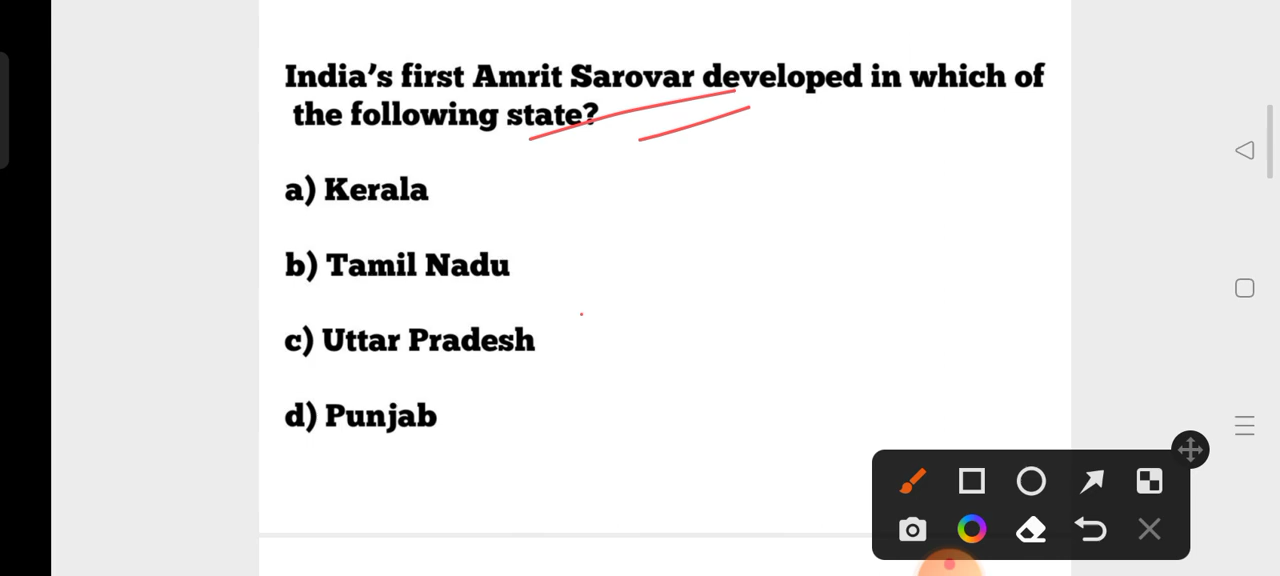 India’s first Amrit Sarovar developed in which of
the following state?
a) Kerala
b) Tamil Nadu
c) Uttar Pradesh
d) Punjab